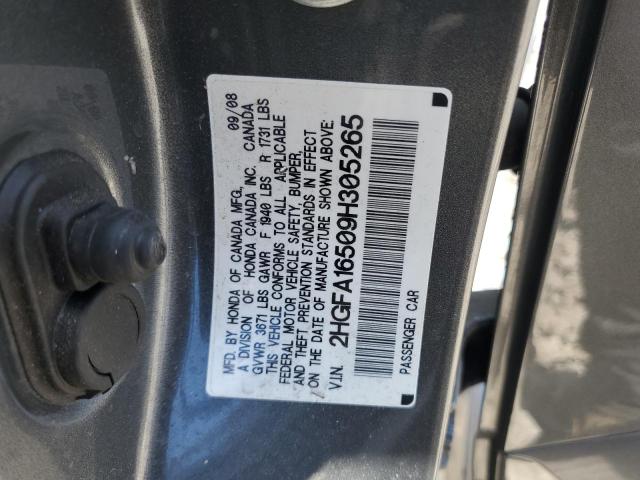 MFD. BY HONDA OF CANADA MFG. 09/08
A DIVISION OF HONDA CANADA INC. CANADA
GVWR 3671 LBS GAWR F 1940 LBS R 1731 LBS
THIS VEHICLE CONFORMS TO ALL APPLICABLE
FEDERAL MOTOR VEHICLE SAFETY, BUMPER,
AND THEFT PREVENTION STANDARDS IN EFFECT
ON THE DATE OF MANUFACTURE SHOWN ABOVE.
V.I.N. 2HGFA16509H305265
PASSENGER CAR